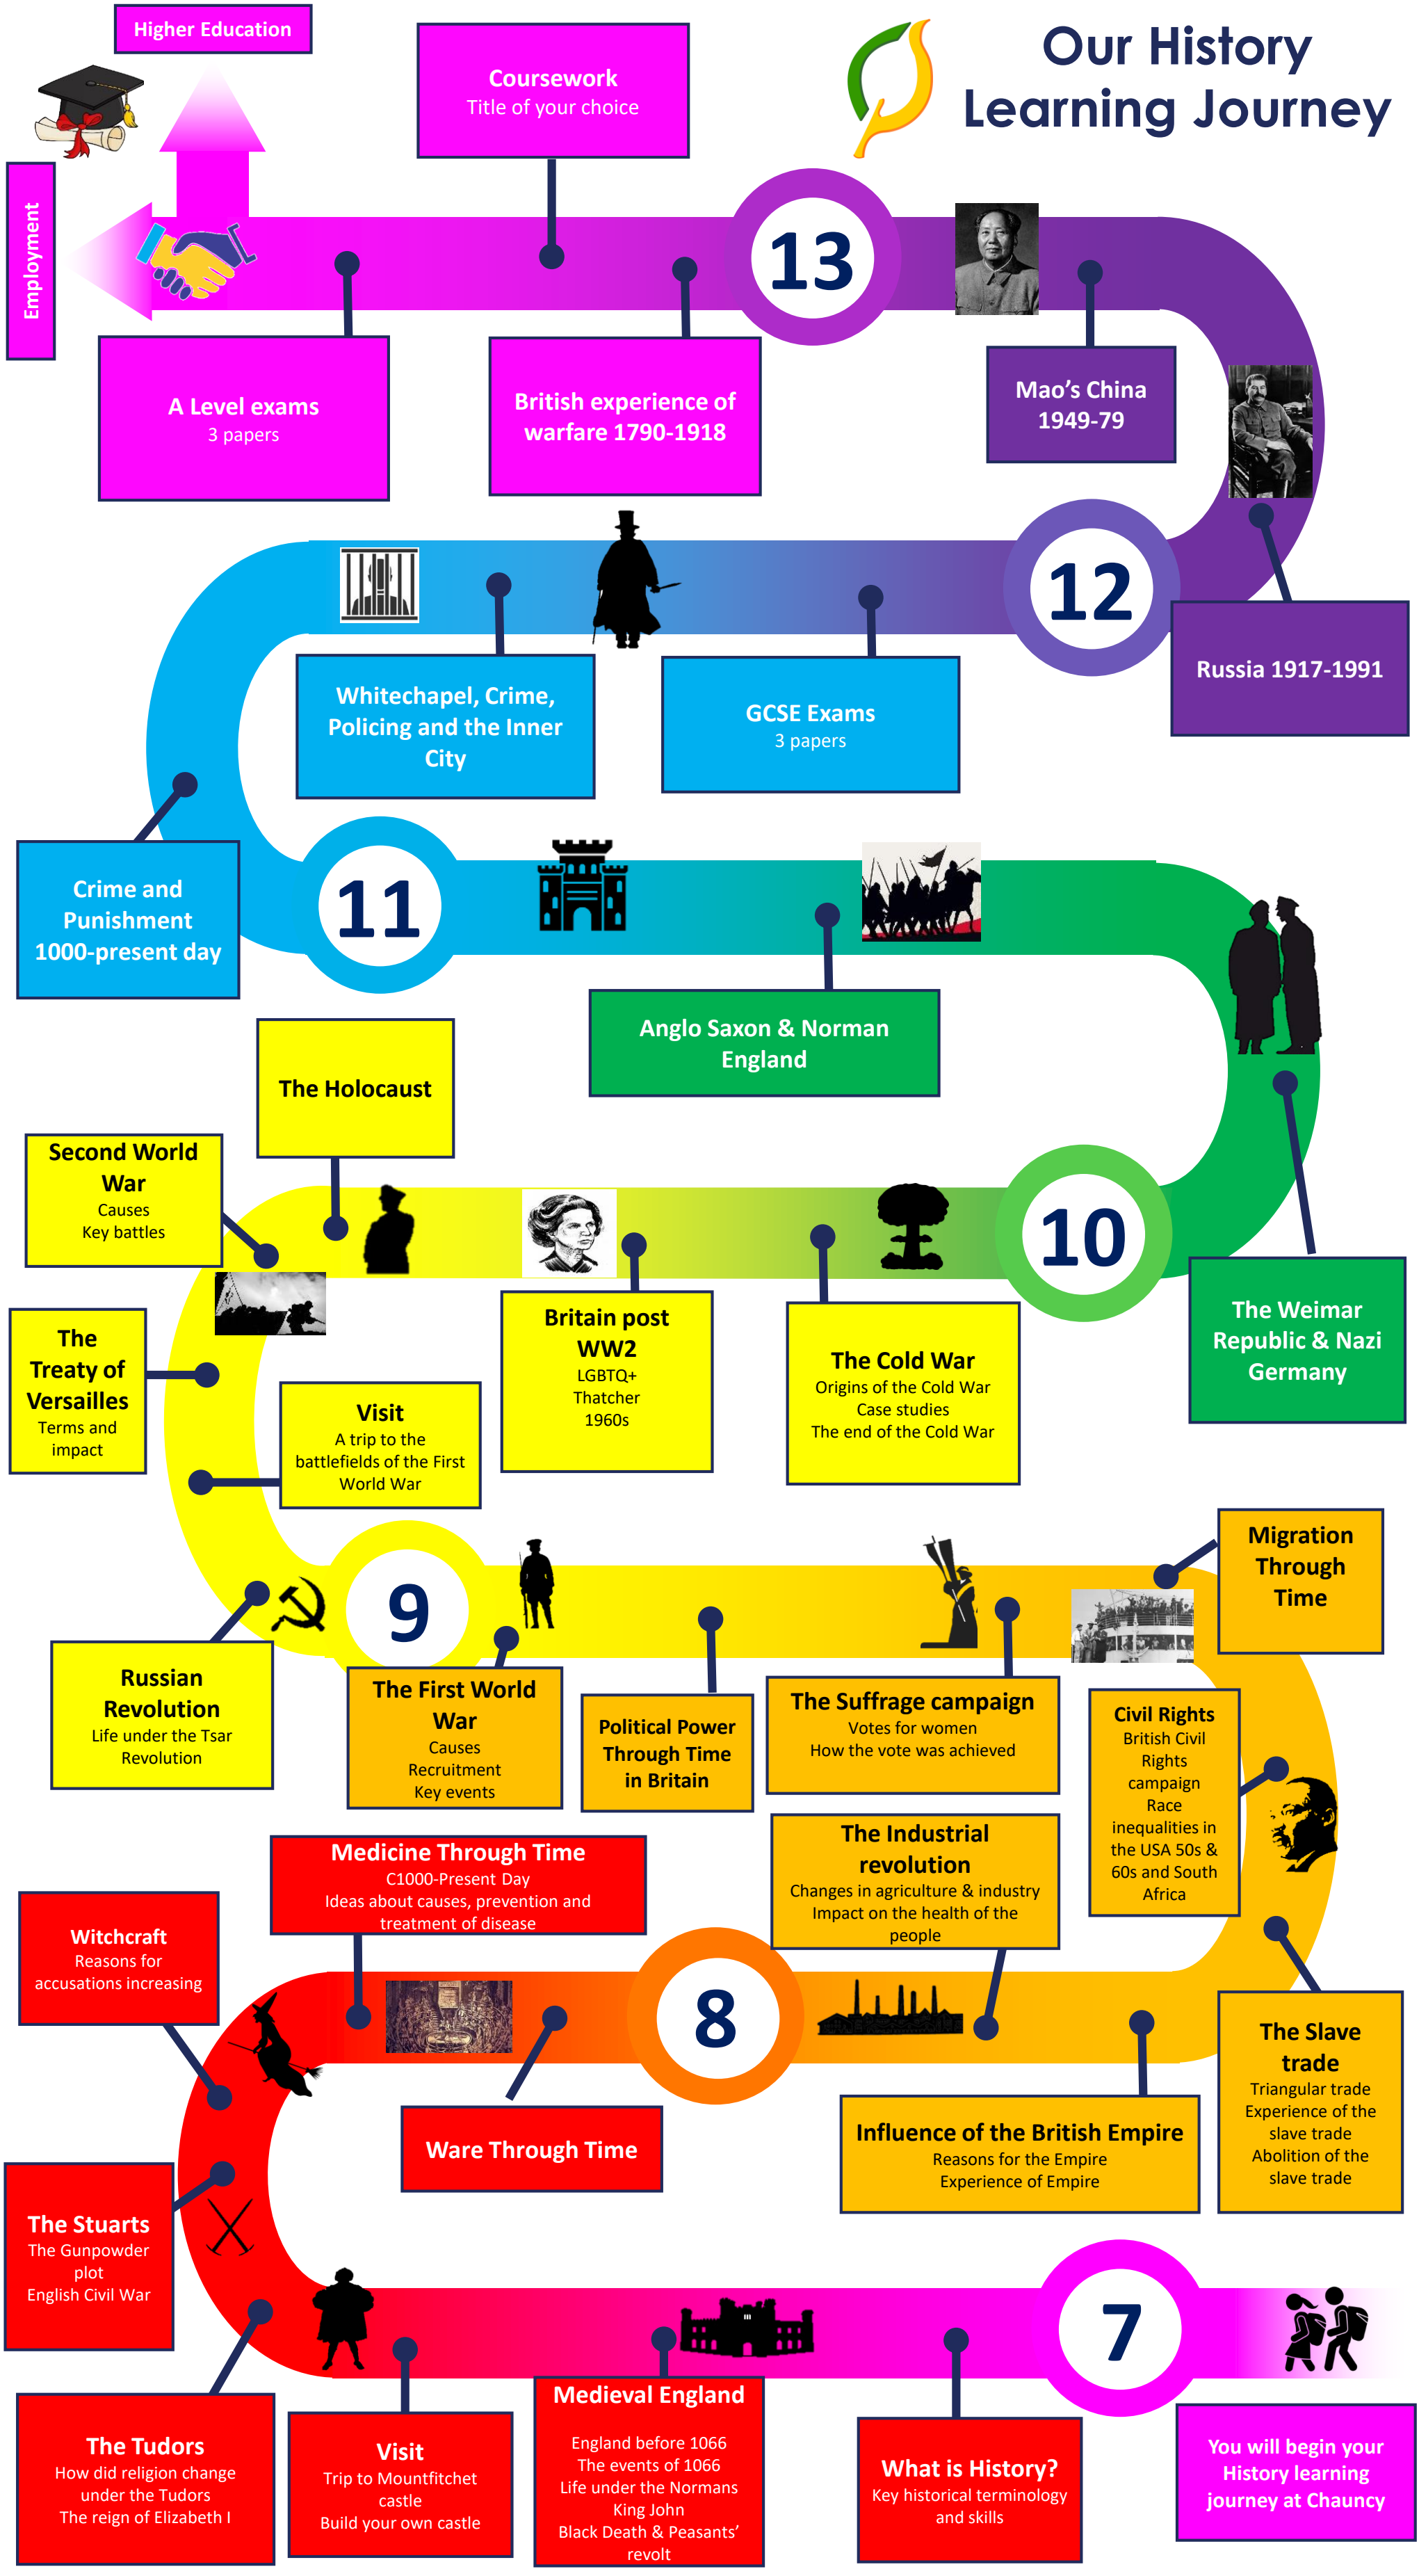 Our History
Learning Journey
Higher Education
Employment
Coursework
Title of your choice
13
A Level exams
3 papers
British experience of
warfare 1790-1918
Mao’s China
1949-79
12
Russia 1917-1991
Whitechapel, Crime,
Policing and the Inner
City
GCSE Exams
3 papers
Crime and
Punishment
1000-present day
11
Anglo Saxon & Norman
England
The Holocaust
Second World
War
Causes
Key battles
10
The Weimar
Republic & Nazi
Germany
The
Treaty of
Versailles
Terms and
impact
Britain post
WW2
LGBTQ+
Thatcher
1960s
The Cold War
Origins of the Cold War
Case studies
The end of the Cold War
Visit
A trip to the
battlefields of the First
World War
Migration
Through
Time
9
Russian
Revolution
Life under the Tsar
Revolution
The First World
War
Causes
Recruitment
Key events
Political Power
Through Time
in Britain
The Suffrage campaign
Votes for women
How the vote was achieved
Civil Rights
British Civil
Rights
campaign
Race
inequalities in
the USA 50s &
60s and South
Africa
The Industrial
revolution
Changes in agriculture & industry
Impact on the health of the
people
Medicine Through Time
C1000-Present Day
Ideas about causes, prevention and
treatment of disease
Witchcraft
Reasons for
accusations increasing
8
The Slave
trade
Triangular trade
Experience of the
slave trade
Abolition of the
slave trade
Ware Through Time
Influence of the British Empire
Reasons for the Empire
Experience of Empire
The Stuarts
The Gunpowder
plot
English Civil War
7
The Tudors
How did religion change
under the Tudors
The reign of Elizabeth I
Visit
Trip to Mountfitchet
castle
Build your own castle
Medieval England
England before 1066
The events of 1066
Life under the Normans
King John
Black Death & Peasants’
revolt
What is History?
Key historical terminology
and skills
You will begin your
History learning
journey at Chauncy